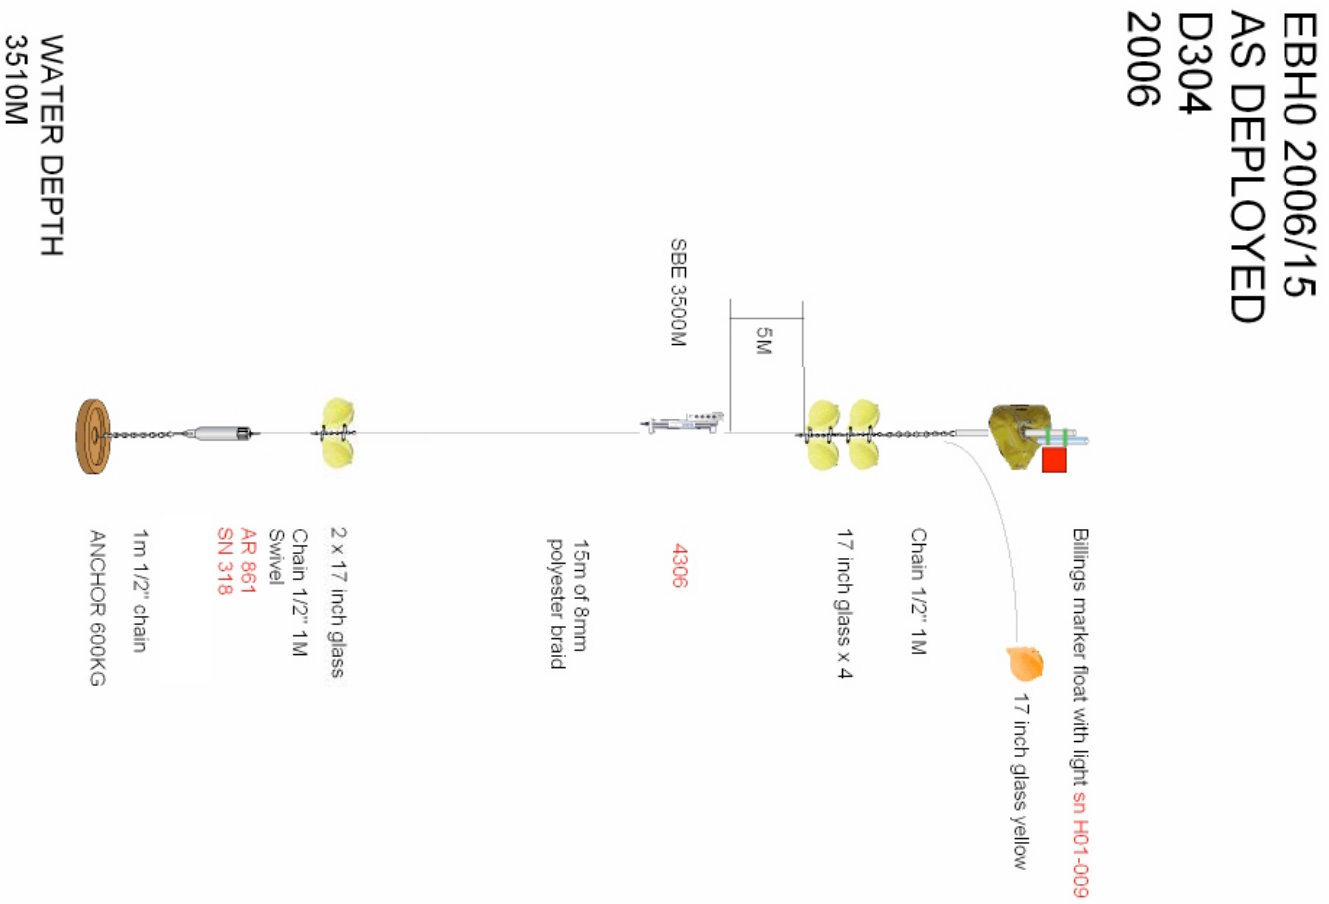 EBH0 2006/15
AS DEPLOYED
D304
2006
Billings marker float with light sn H01-009
17 inch glass yellow
Chain 1/2" 1M
17 inch glass x 4
5M
SBE 3500M
4306
15m of 8mm
polyester braid
2 x 17 inch glass
Chain 1/2" 1M
Swivel
AR 861
SN 318
1m 1/2" chain
ANCHOR 600KG
WATER DEPTH
3510M